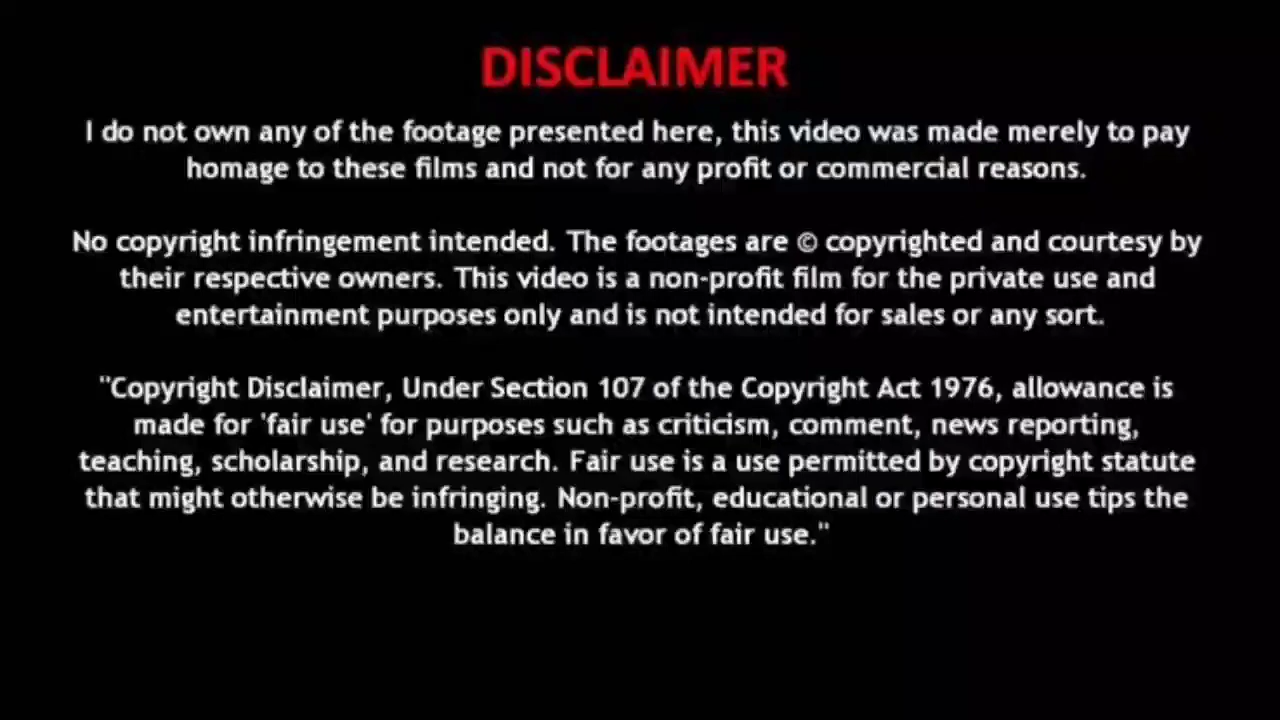 DISCLAIMER
I do not own any of the footage presented here, this video was made merely to pay
homage to these films and not for any profit or commercial reasons.
No copyright infringement intended. The footages are © copyrighted and courtesy by
their respective owners. This video is a non-profit film for the private use and
entertainment purposes only and is not intended for sales or any sort.
"Copyright Disclaimer, Under Section 107 of the Copyright Act 1976, allowance is
made for 'fair use' for purposes such as criticism, comment, news reporting,
teaching, scholarship, and research. Fair use is a use permitted by copyright statute
that might otherwise be infringing. Non-profit, educational or personal use tips the
balance in favor of fair use."